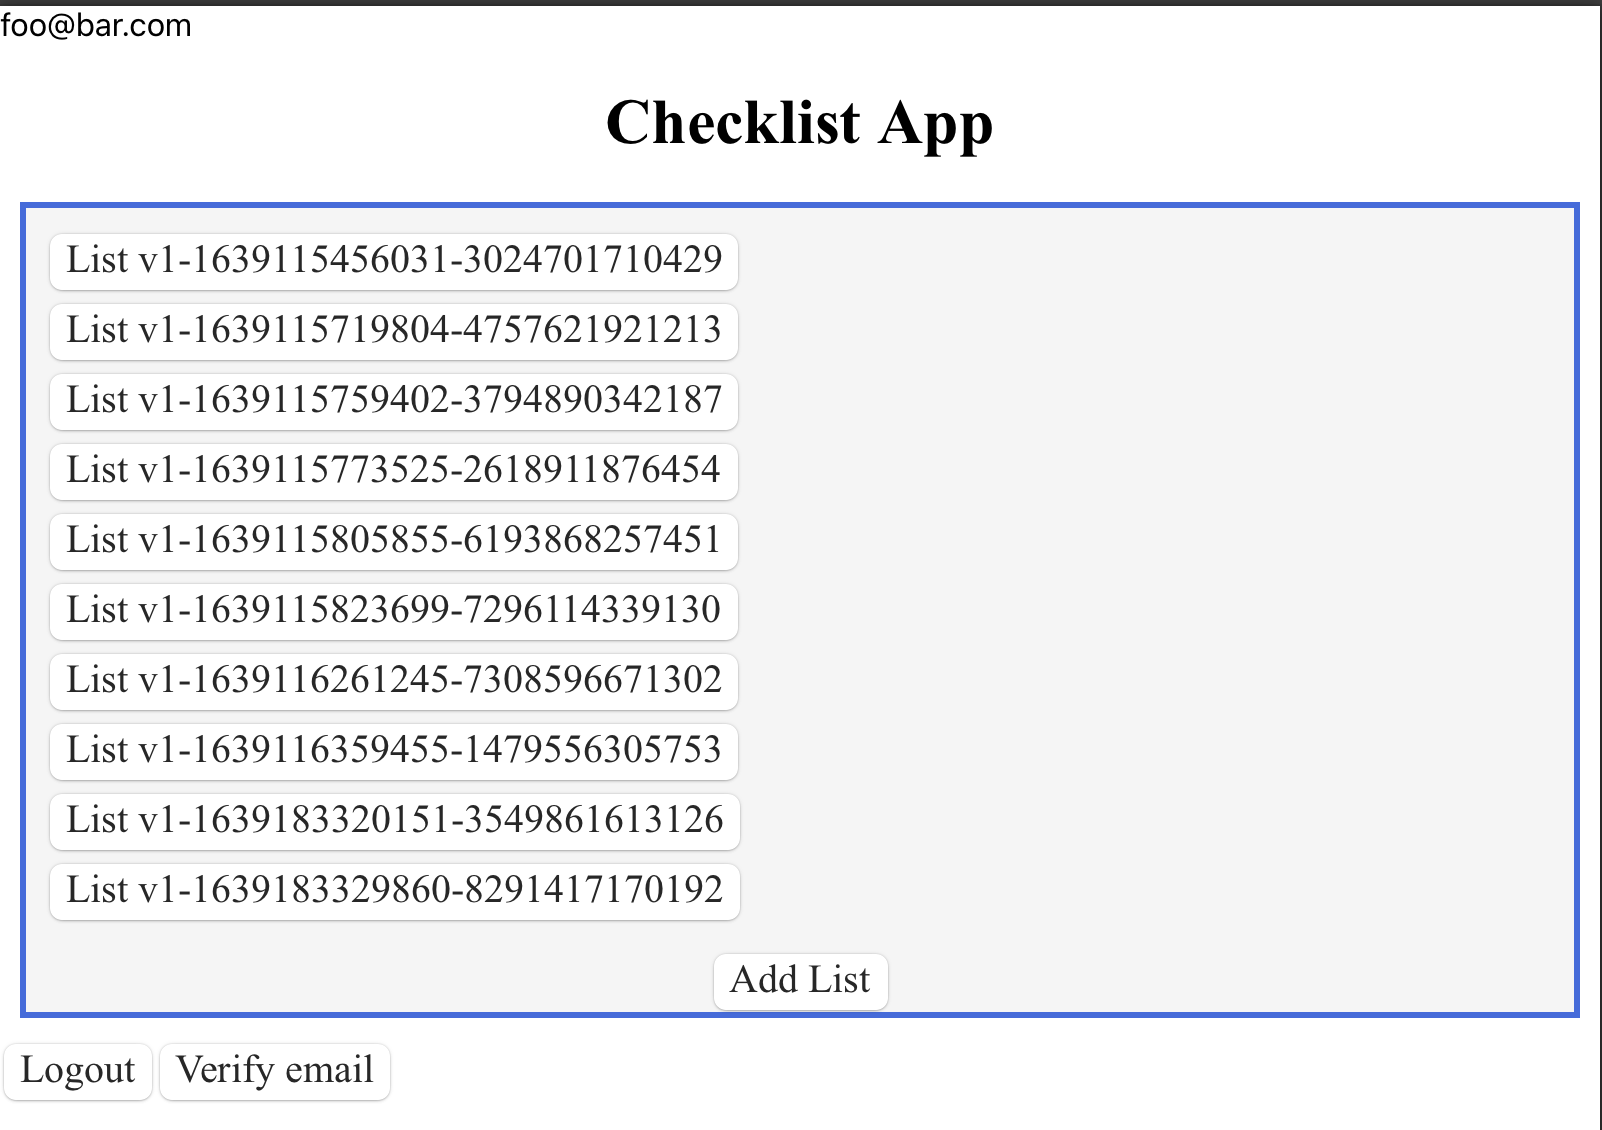 foo@bar.com
Checklist App
List v1-1639115456031-3024701710429
List v1-1639115719804-4757621921213
List v1-1639115759402-3794890342187
List v1-1639115773525-2618911876454
List v1-1639115805855-6193868257451
List v1-1639115823699-7296114339130
List v1-1639116261245-7308596671302
List v1-1639116359455-1479556305753
List v1-1639183320151-3549861613126
List v1-1639183329860-8291417170192
Add List
Logout Verify email